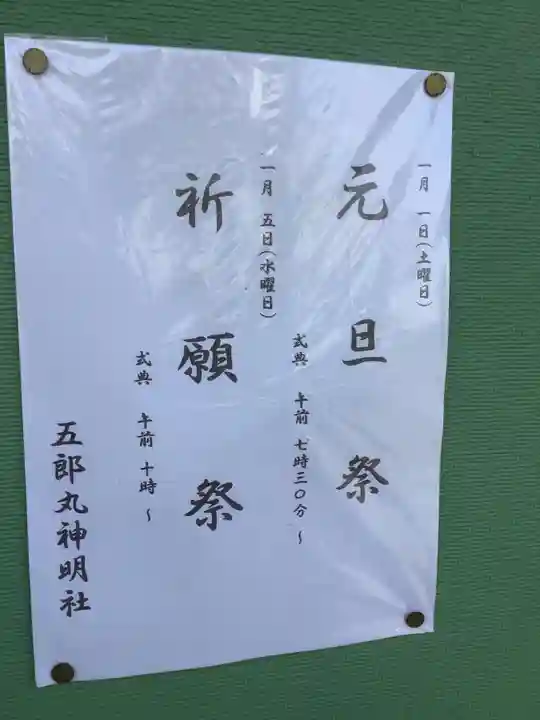 一月　一日(土曜日)
元旦祭
式典　午前　七時三〇分　～
一月　五日(水曜日)
祈願祭
式典　午前　十時　～
五郎丸神明社